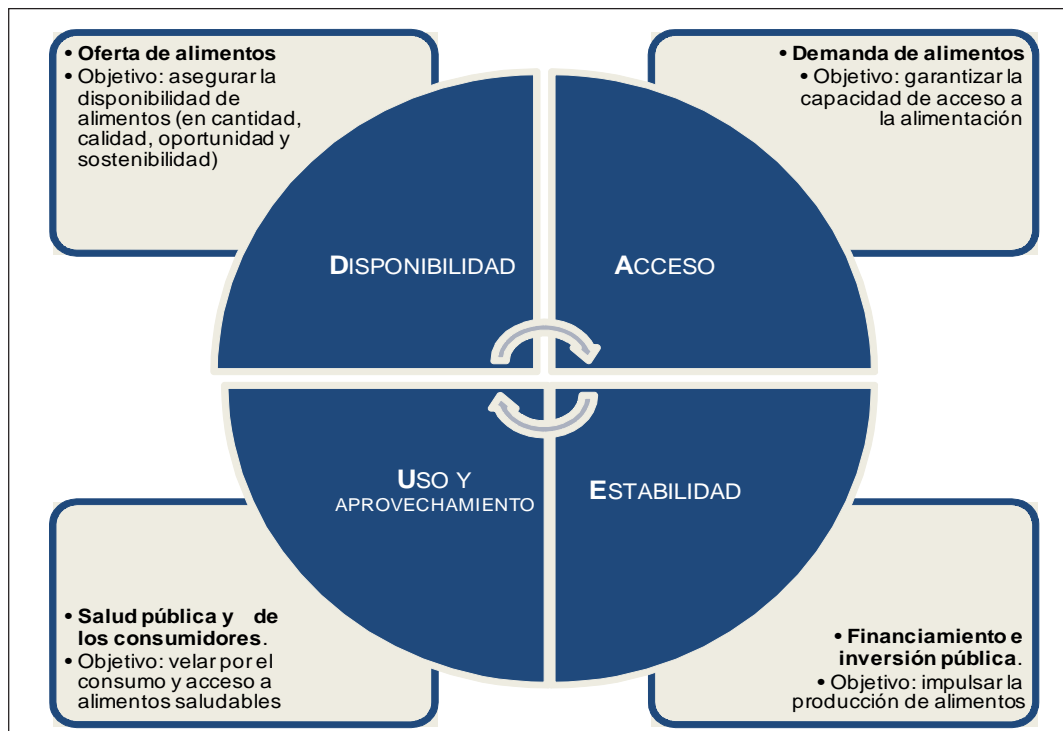 • Oferta de alimentos
• Objetivo: asegurar la
disponibilidad de
alimentos (en cantidad,
calidad, oportunidad y
sostenibilidad)
• Demanda de alimentos
• Objetivo: garantizar la
capacidad de acceso a
la alimentación
DISPONIBILIDAD
ACCESO
USO Y
APROVECHAMIENTO
ESTABILIDAD
• Salud pública y de
los consumidores.
• Objetivo: velar por el
consumo y acceso a
alimentos saludables
• Financiamiento e
inversión pública.
• Objetivo: impulsar la
producción de alimentos